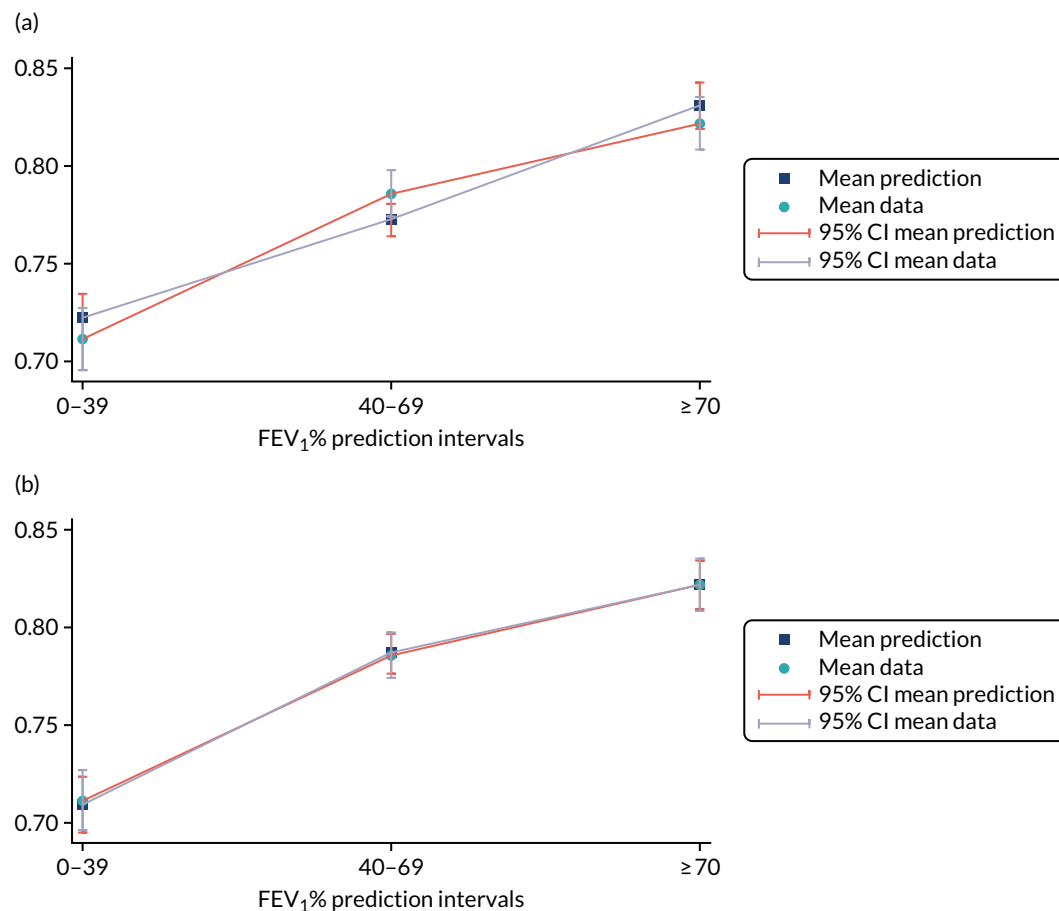 (a)
0.85
0.80
0.75
0.70
0–39
40–69
≥70
FEV₁% prediction intervals
Mean prediction
Mean data
95% CI mean prediction
95% CI mean data
(b)
0.85
0.80
0.75
0.70
0–39
40–69
≥70
FEV₁% prediction intervals
Mean prediction
Mean data
95% CI mean prediction
95% CI mean data